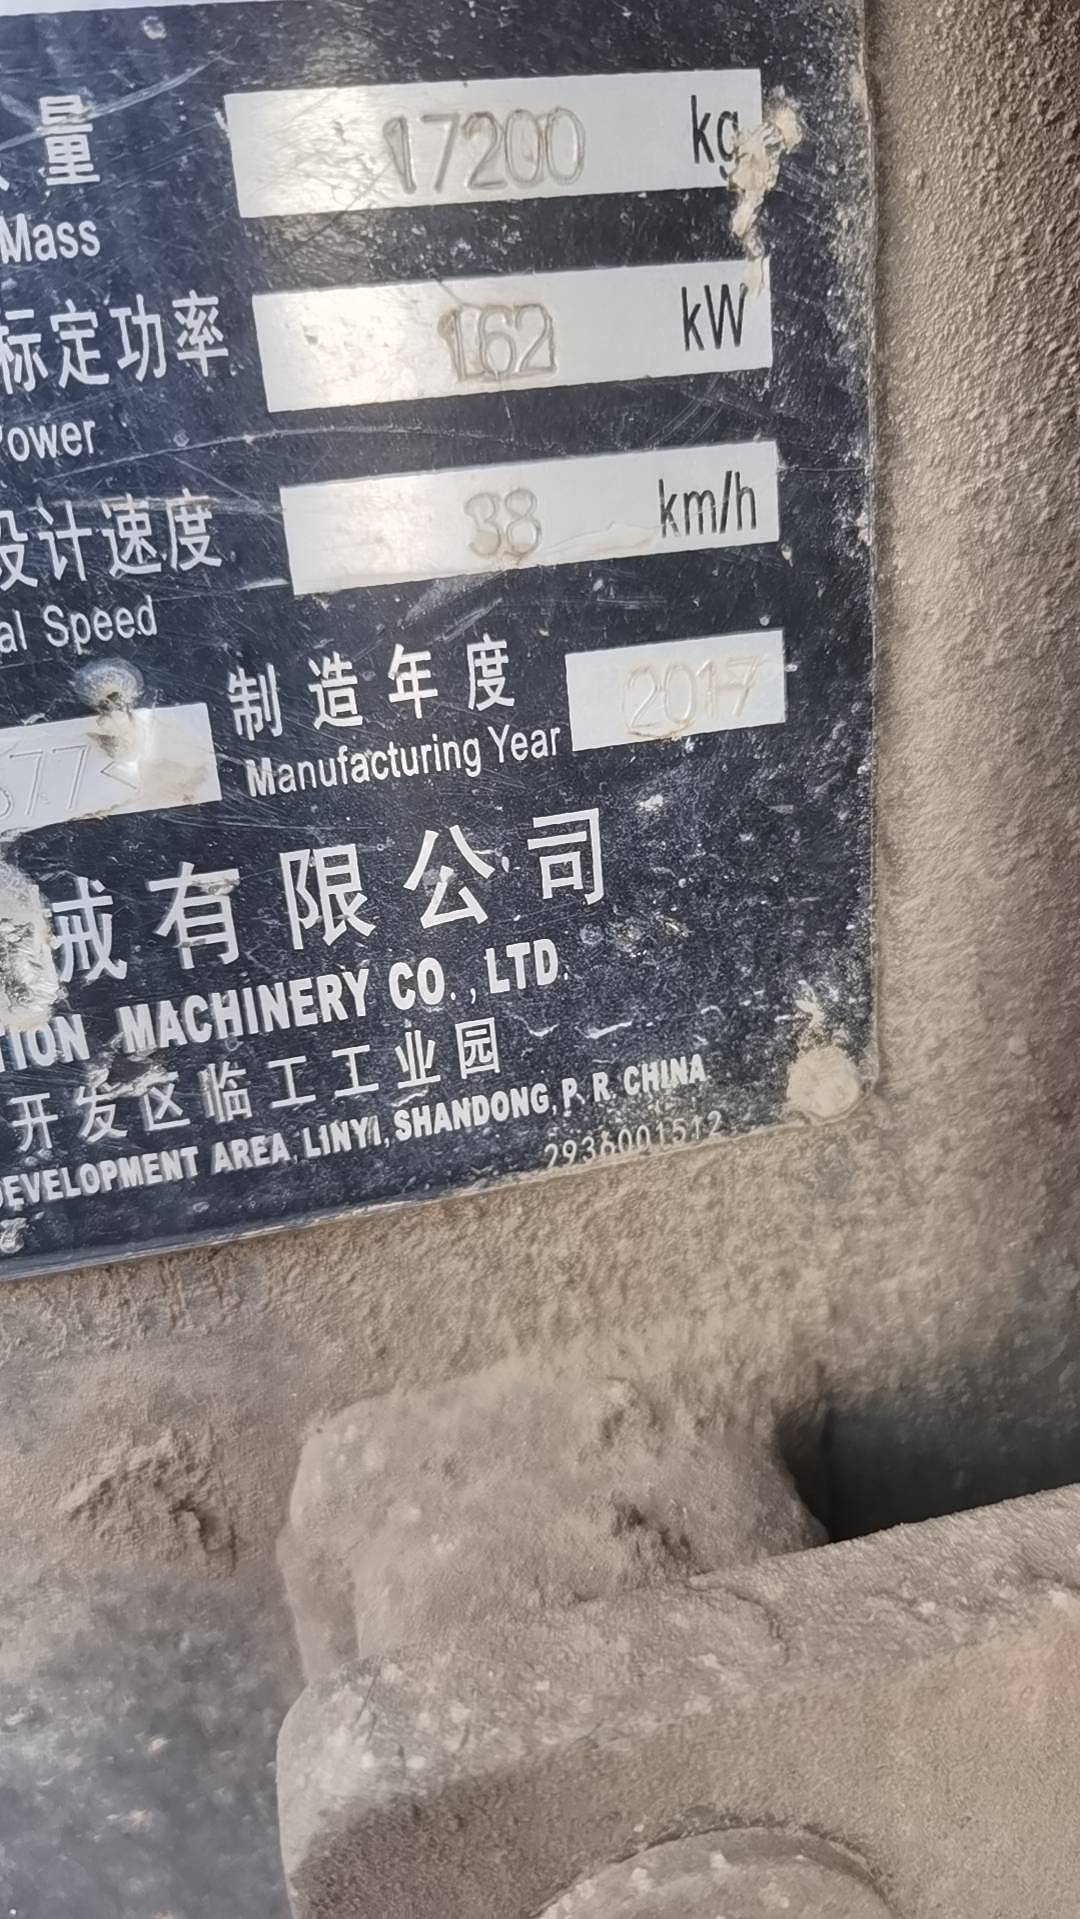 量 17200 kg
Mass
标定功率 162 kW
Power
设计速度 38 km/h
al Speed
制造年度 2017
677<
Manufacturing Year
械有限公司
TION MACHINERY CO., LTD.
开发区临工工业园
DEVELOPMENT AREA, LINYI, SHANDONG, P. R. CHINA
2936001512